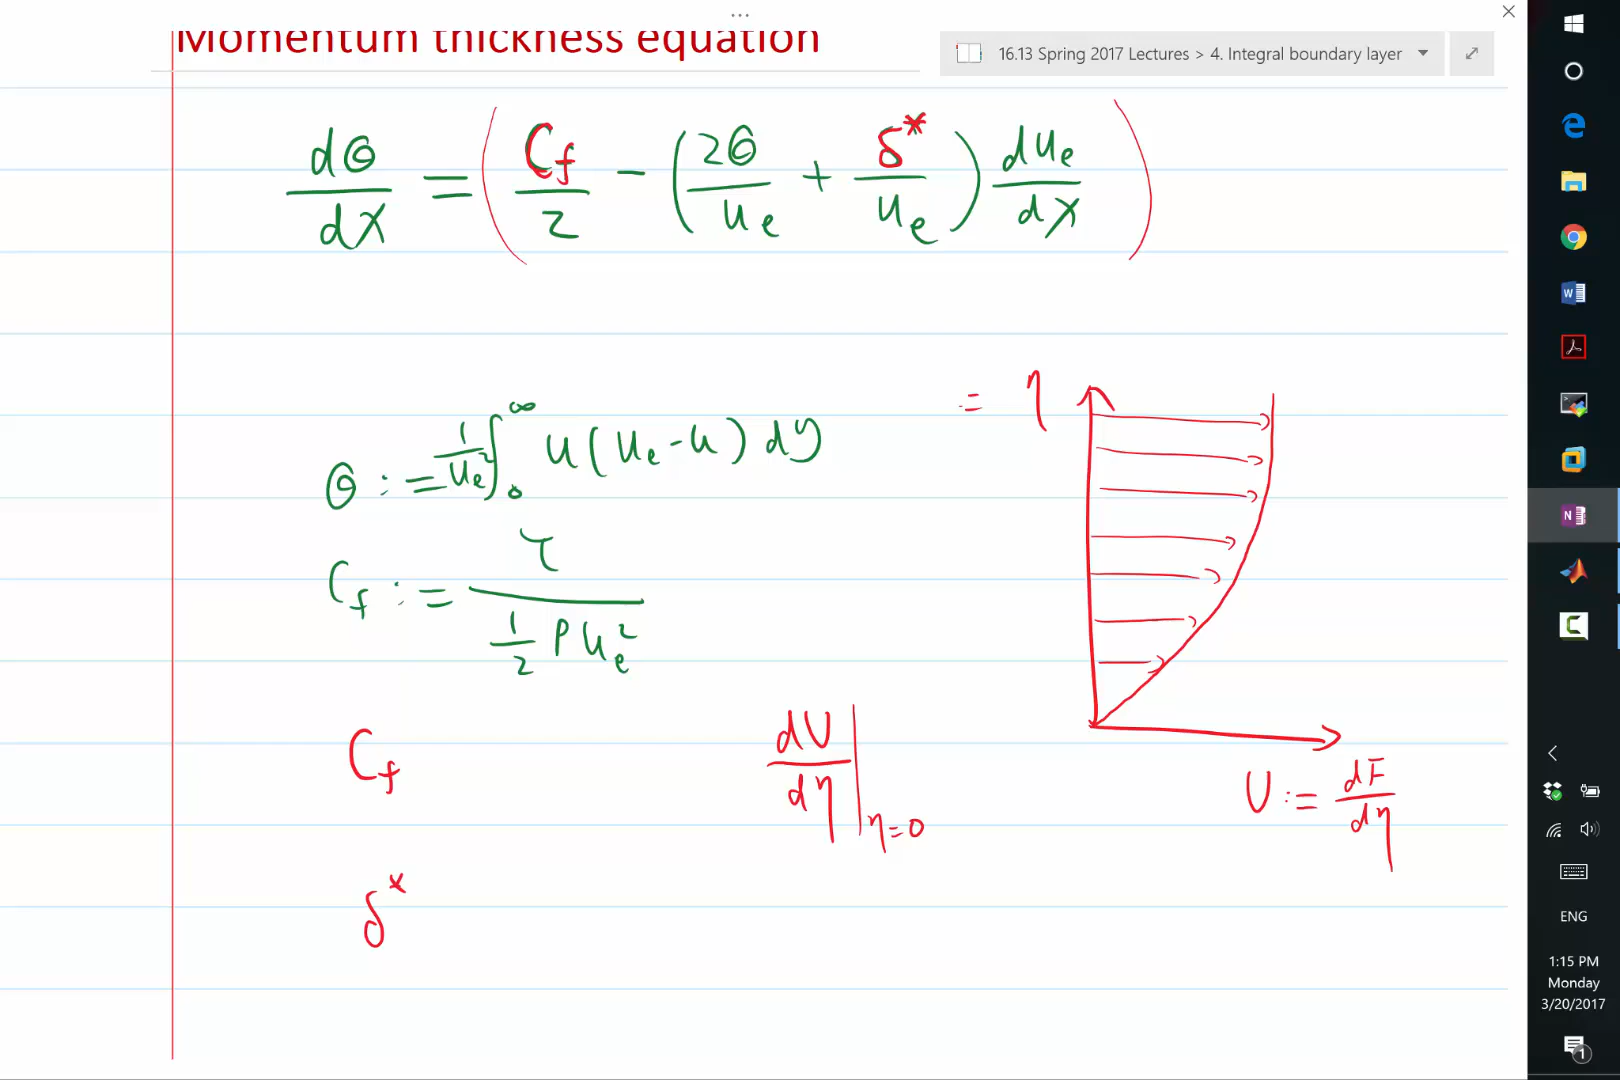 Momentum thickness equation
16.13 Spring 2017 Lectures > 4. Integral boundary layer
dθ/dx = (Cf/2 - (2θ/ue + δ*/ue) due/dx)
= η
θ := 1/ue² ∫₀^∞ u(ue - u) dy
Cf := τ / (1/2 ρ ue²)
Cf
dU/dη |η=0
U := dF/dη
δ*
ENG
1:15 PM
Monday
3/20/2017
1